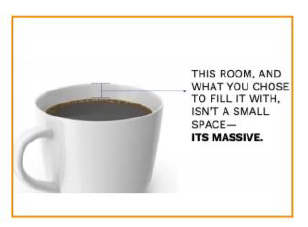 THIS ROOM, AND
WHAT YOU CHOSE
TO FILL IT WITH,
ISN'T A SMALL
SPACE—
ITS MASSIVE.